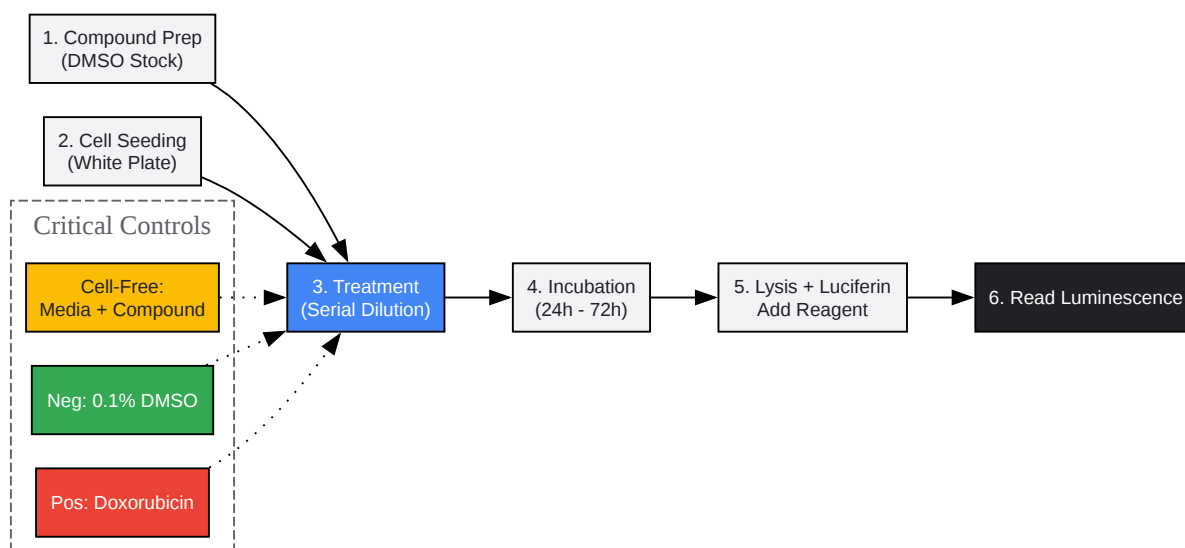 1. Compound Prep
(DMSO Stock)
2. Cell Seeding
(White Plate)
Critical Controls
Cell-Free:
Media + Compound
Neg: 0.1% DMSO
Pos: Doxorubicin
3. Treatment
(Serial Dilution)
4. Incubation
(24h - 72h)
5. Lysis + Luciferin
Add Reagent
6. Read Luminescence